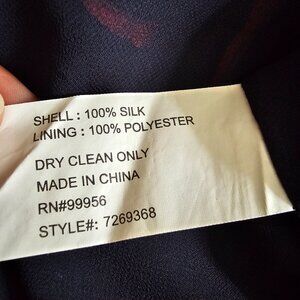 SHELL : 100% SILK
LINING : 100% POLYESTER
DRY CLEAN ONLY
MADE IN CHINA
RN#99956
STYLE#: 7269368